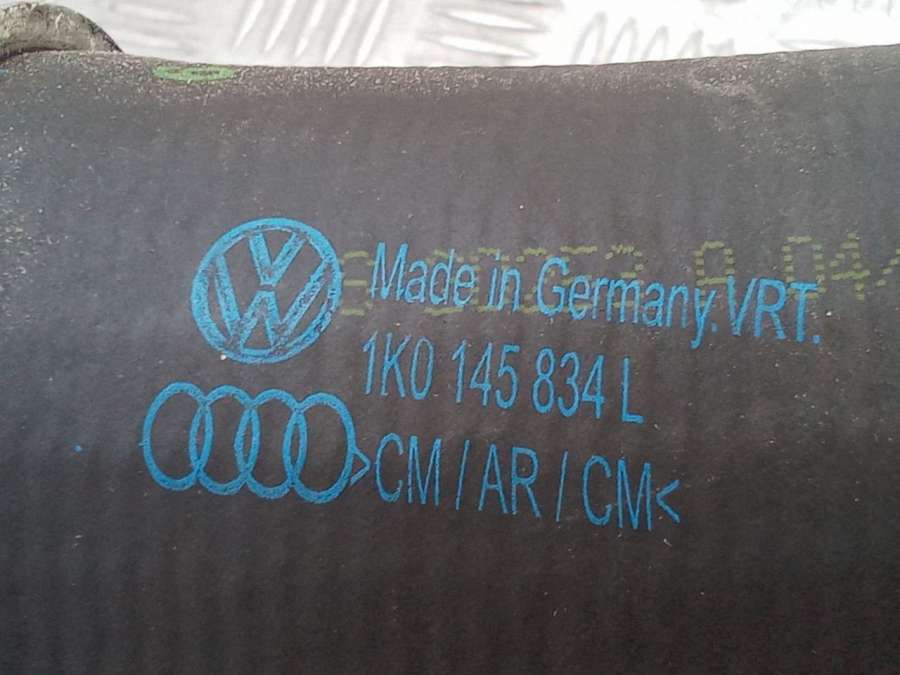 Made in Germany. VRT.
1K0 145 834 L
>CM / AR / CM<